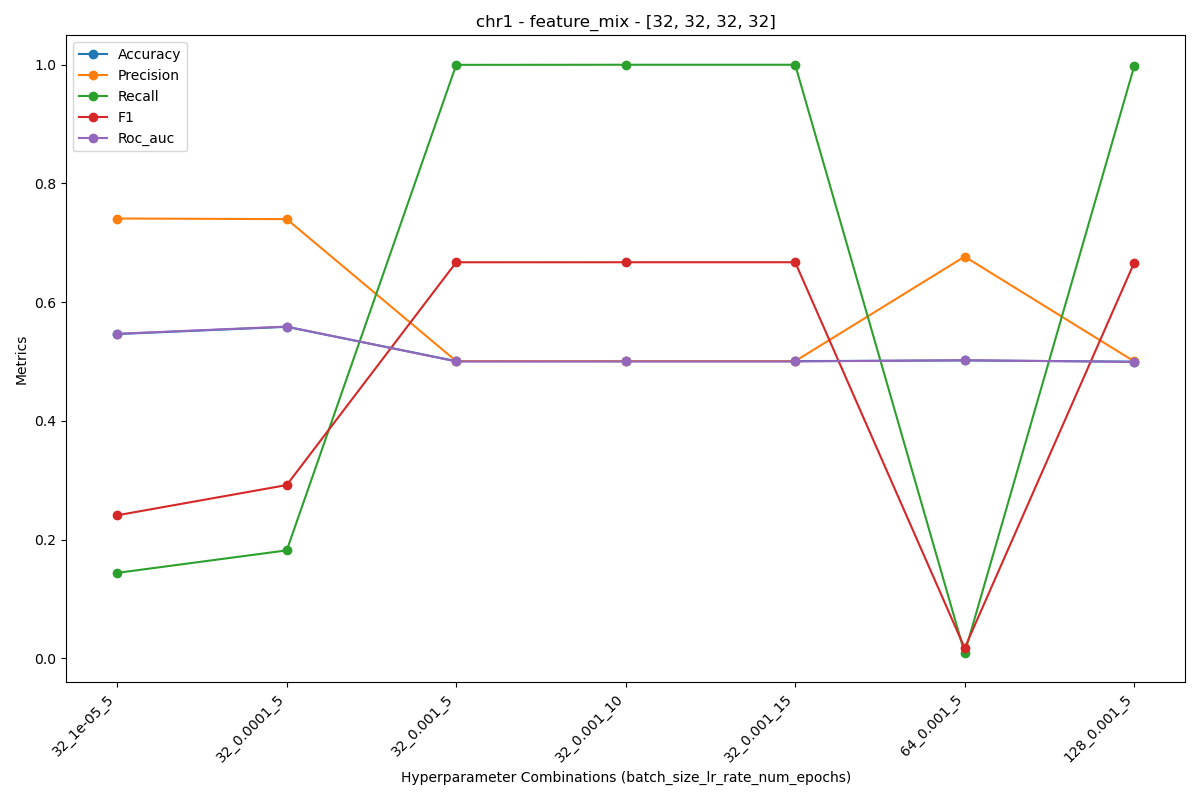 chr1 - feature_mix - [32, 32, 32, 32]
Accuracy
Precision
Recall
F1
Roc_auc
Metrics
1.0
0.8
0.6
0.4
0.2
0.0
32_1e-05_5
32_0.0001_5
32_0.001_5
32_0.001_10
32_0.001_15
64_0.001_5
128_0.001_5
Hyperparameter Combinations (batch_size_lr_rate_num_epochs)